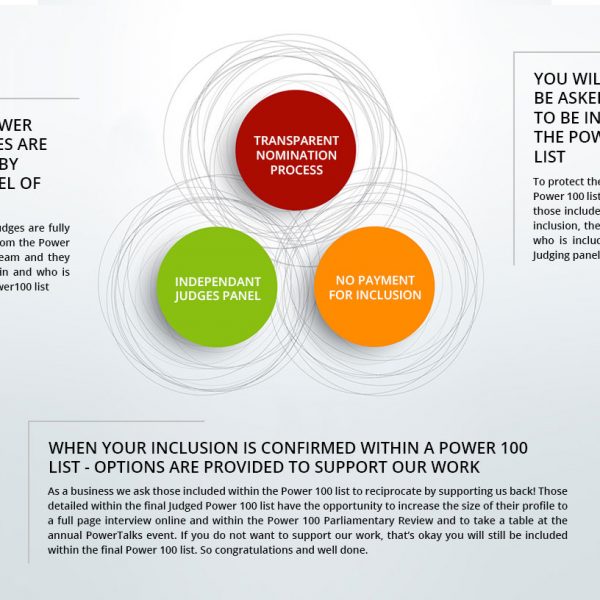 WER
ES ARE
BY
EL OF
udges are fully
om the Power
eam and they
in and who is
wer100 list
TRANSPARENT
NOMINATION
PROCESS
INDEPENDANT
JUDGES PANEL
NO PAYMENT
FOR INCLUSION
YOU WIL
BE ASKE
TO BE IN
THE POW
LIST
To protect the
Power 100 list
those include
inclusion, the
who is includ
Judging panel
WHEN YOUR INCLUSION IS CONFIRMED WITHIN A POWER 100
LIST - OPTIONS ARE PROVIDED TO SUPPORT OUR WORK
As a business we ask those included within the Power 100 list to reciprocate by supporting us back! Those
detailed within the final Judged Power 100 list have the opportunity to increase the size of their profile to
a full page interview online and within the Power 100 Parliamentary Review and to take a table at the
annual PowerTalks event. If you do not want to support our work, that's okay you will still be included
within the final Power 100 list. So congratulations and well done.